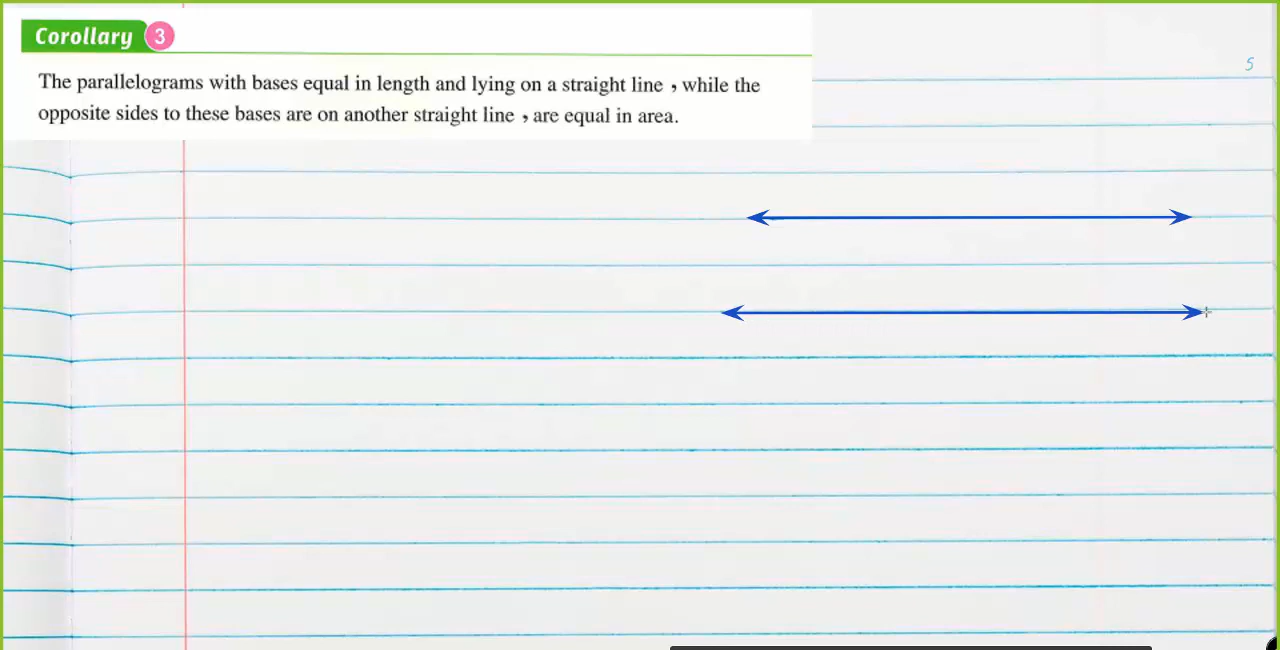 Corollary 3
5
The parallelograms with bases equal in length and lying on a straight line , while the
opposite sides to these bases are on another straight line , are equal in area.